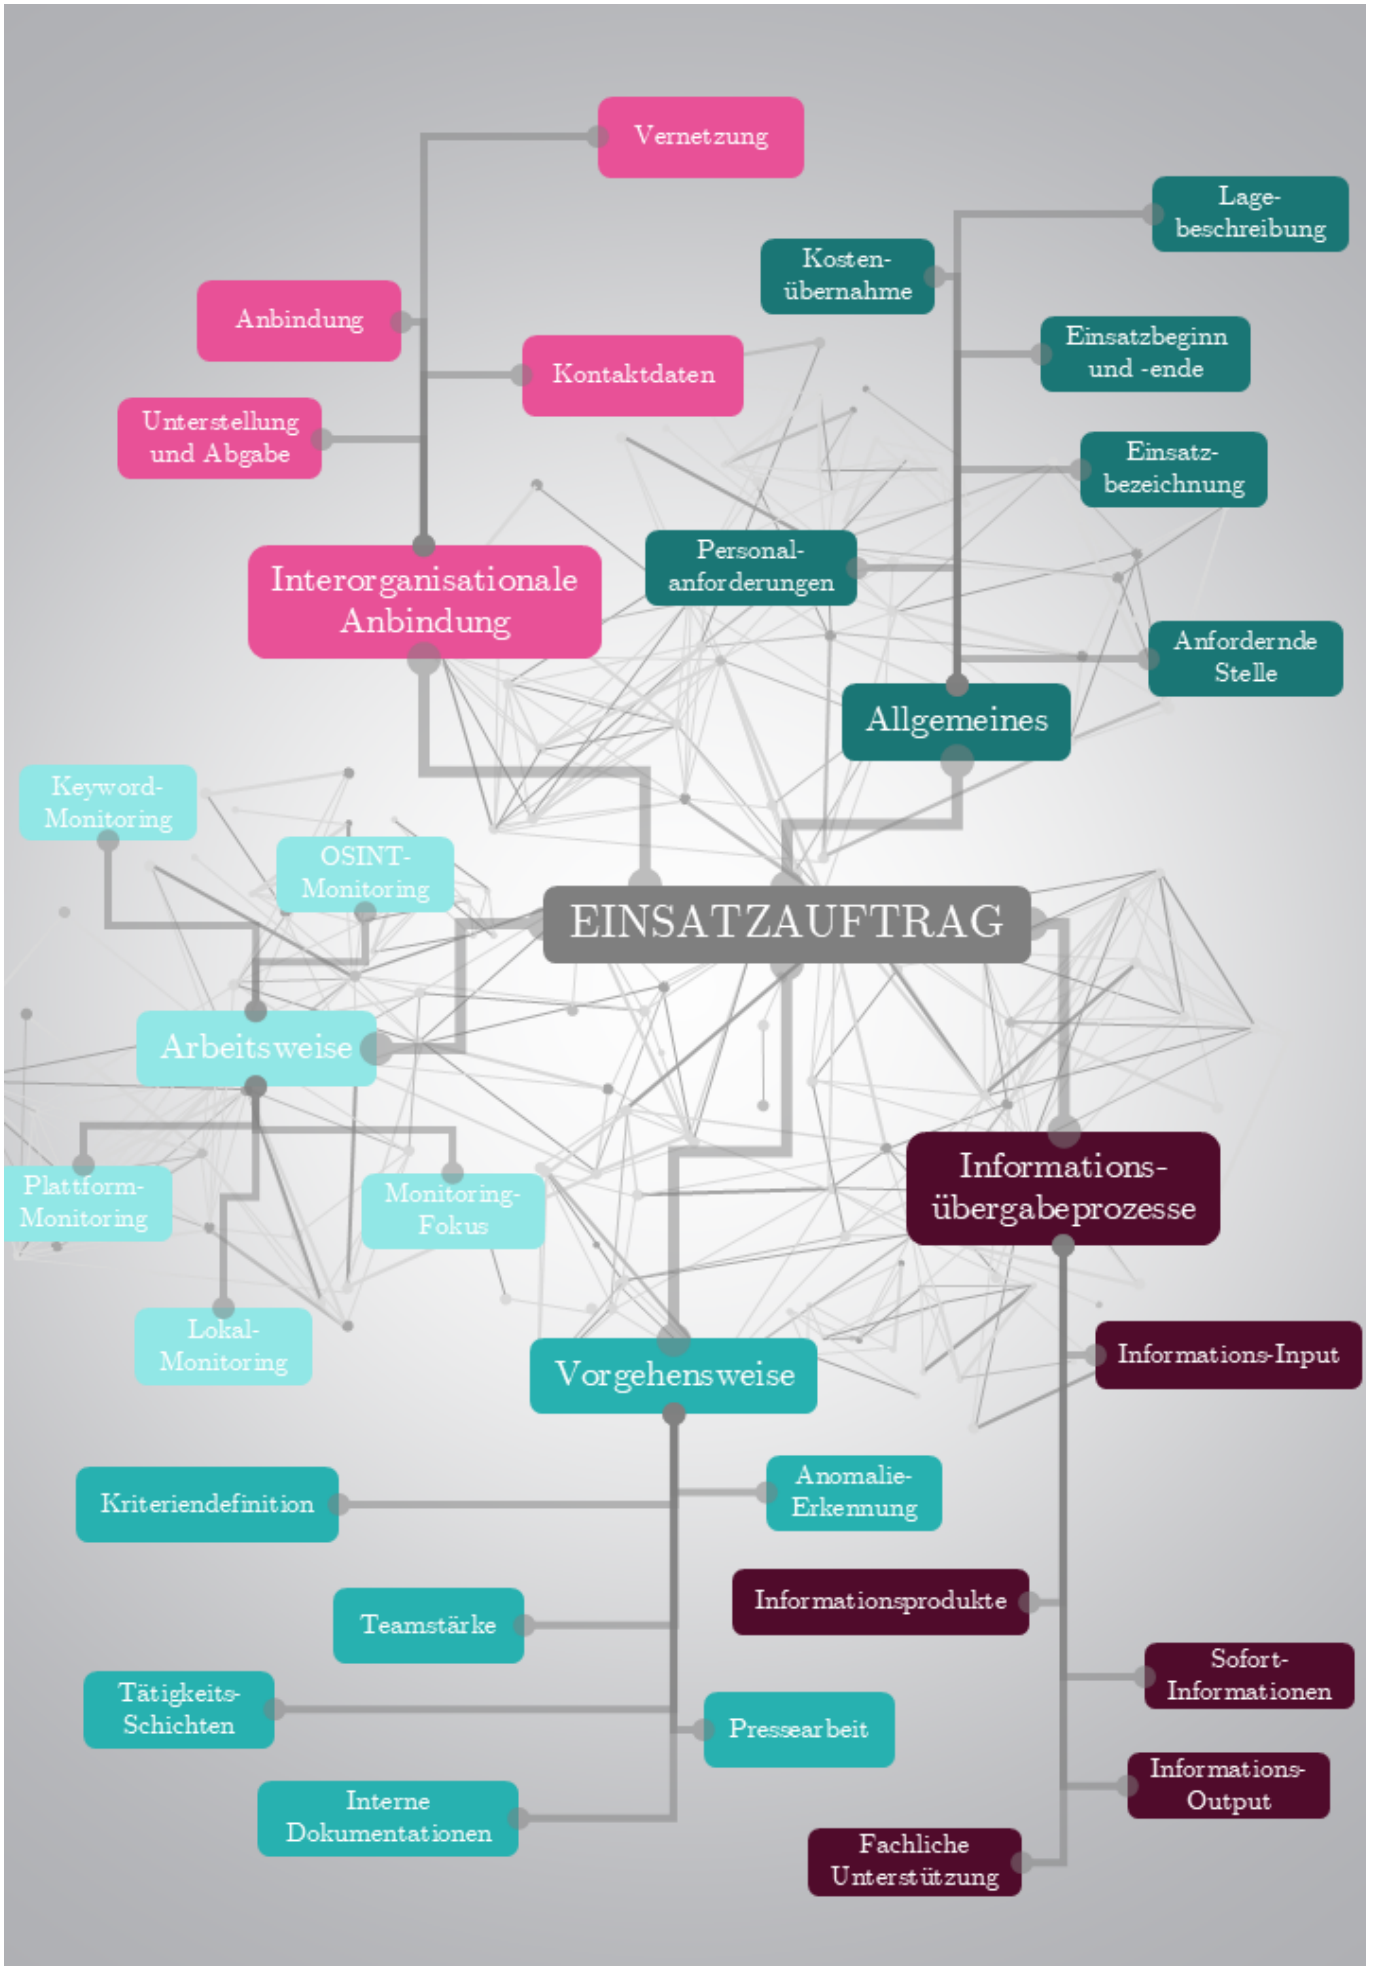 Vernetzung
Lage-
beschreibung
Kosten-
übernahme
Anbindung
Einsatzbeginn
und -ende
Kontaktdaten
Unterstellung
und Abgabe
Einsatz-
bezeichnung
Personal-
anforderungen
Interorganisationale
Anbindung
Anfordernde
Stelle
Allgemeines
Keyword-
Monitoring
OSINT-
Monitoring
EINSATZAUFTRAG
Arbeitsweise
Plattform-
Monitoring
Monitoring-
Fokus
Informations-
übergabeprozesse
Lokal-
Monitoring
Vorgehensweise
Informations-Input
Kriteriendefinition
Anomalie-
Erkennung
Informationsprodukte
Teamstärke
Sofort-
Informationen
Tätigkeits-
Schichten
Pressearbeit
Informations-
Output
Interne
Dokumentationen
Fachliche
Unterstützung